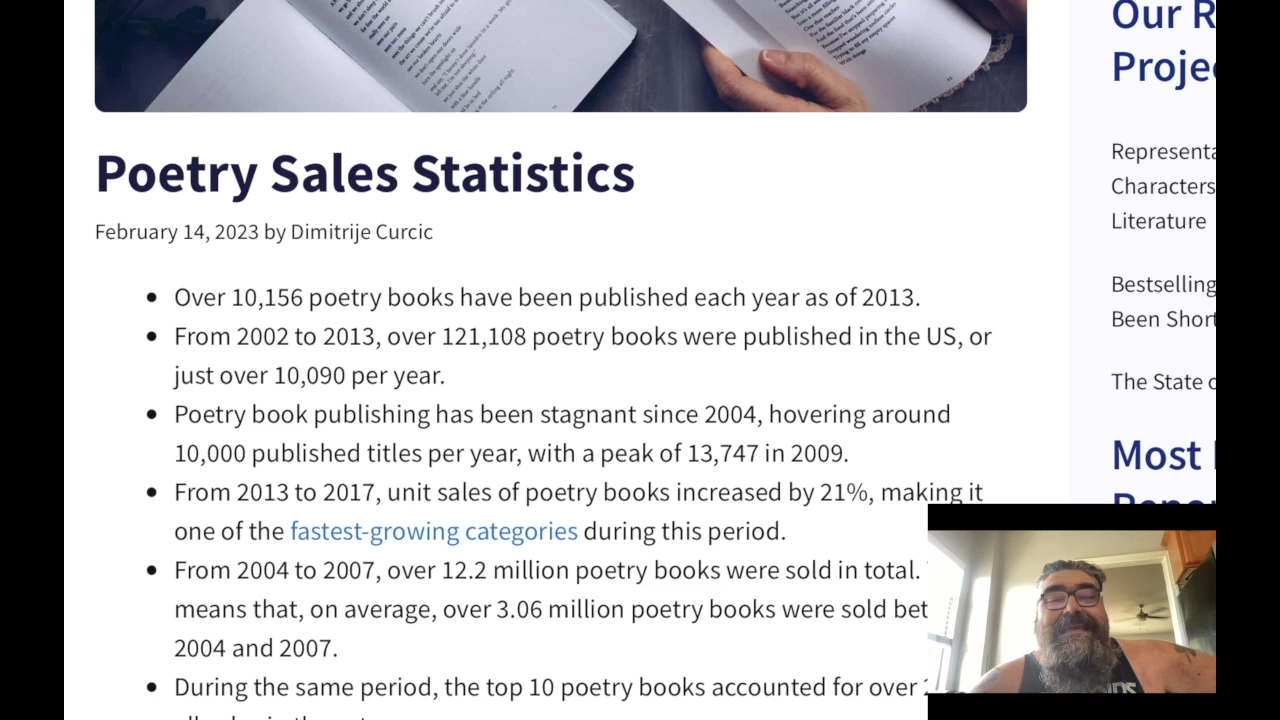 Our R
Projec
Poetry Sales Statistics
February 14, 2023 by Dimitrije Curcic
Over 10,156 poetry books have been published each year as of 2013.
From 2002 to 2013, over 121,108 poetry books were published in the US, or
just over 10,090 per year.
Poetry book publishing has been stagnant since 2004, hovering around
10,000 published titles per year, with a peak of 13,747 in 2009.
From 2013 to 2017, unit sales of poetry books increased by 21%, making it
one of the fastest-growing categories during this period.
From 2004 to 2007, over 12.2 million poetry books were sold in total.
means that, on average, over 3.06 million poetry books were sold bet
2004 and 2007.
During the same period, the top 10 poetry books accounted for over
Representa
Characters
Literature
Bestselling
Been Short
The State
Most